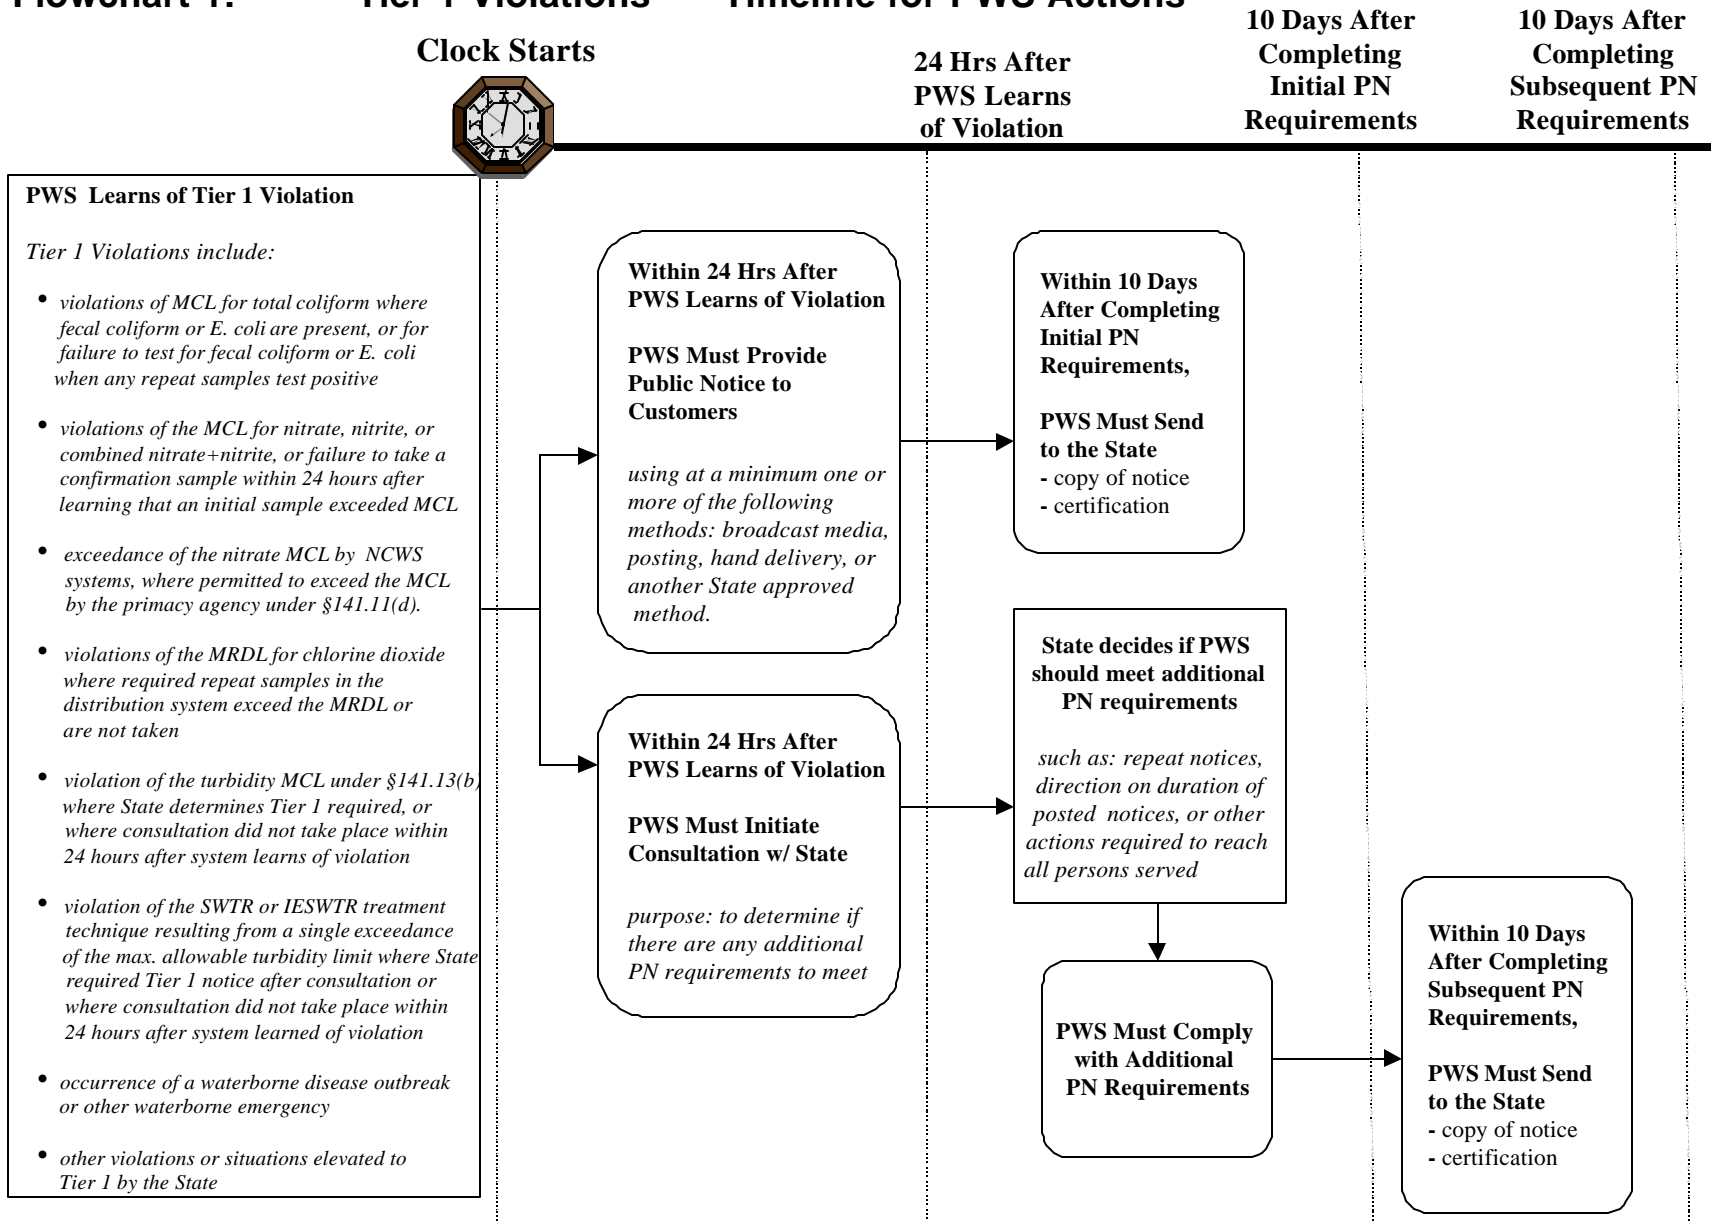 Flowchart 1: Tier 1 Violations Timeline for PWS Actions
Clock Starts
24 Hrs After
PWS Learns
of Violation
10 Days After
Completing
Initial PN
Requirements
10 Days After
Completing
Subsequent PN
Requirements
PWS Learns of Tier 1 Violation
Tier 1 Violations include:
• violations of MCL for total coliform where
fecal coliform or E. coli are present, or for
failure to test for fecal coliform or E. coli
when any repeat samples test positive
• violations of the MCL for nitrate, nitrite, or
combined nitrate+nitrite, or failure to take a
confirmation sample within 24 hours after
learning that an initial sample exceeded MCL
• exceedance of the nitrate MCL by NCWS
systems, where permitted to exceed the MCL
by the primacy agency under §141.11(d).
• violations of the MRDL for chlorine dioxide
where required repeat samples in the
distribution system exceed the MRDL or
are not taken
• violation of the turbidity MCL under §141.13(b)
where State determines Tier 1 required, or
where consultation did not take place within
24 hours after system learns of violation
• violation of the SWTR or IESWTR treatment
technique resulting from a single exceedance
of the max. allowable turbidity limit where State
required Tier 1 notice after consultation or
where consultation did not take place within
24 hours after system learned of violation
• occurrence of a waterborne disease outbreak
or other waterborne emergency
• other violations or situations elevated to
Tier 1 by the State
Within 24 Hrs After
PWS Learns of Violation
PWS Must Provide
Public Notice to
Customers
using at a minimum one or
more of the following
methods: broadcast media,
posting, hand delivery, or
another State approved
method.
Within 24 Hrs After
PWS Learns of Violation
PWS Must Initiate
Consultation w/ State
purpose: to determine if
there are any additional
PN requirements to meet
Within 10 Days
After Completing
Initial PN
Requirements,
PWS Must Send
to the State
- copy of notice
- certification
State decides if PWS
should meet additional
PN requirements
such as: repeat notices,
direction on duration of
posted notices, or other
actions required to reach
all persons served
PWS Must Comply
with Additional
PN Requirements
Within 10 Days
After Completing
Subsequent PN
Requirements,
PWS Must Send
to the State
- copy of notice
- certification